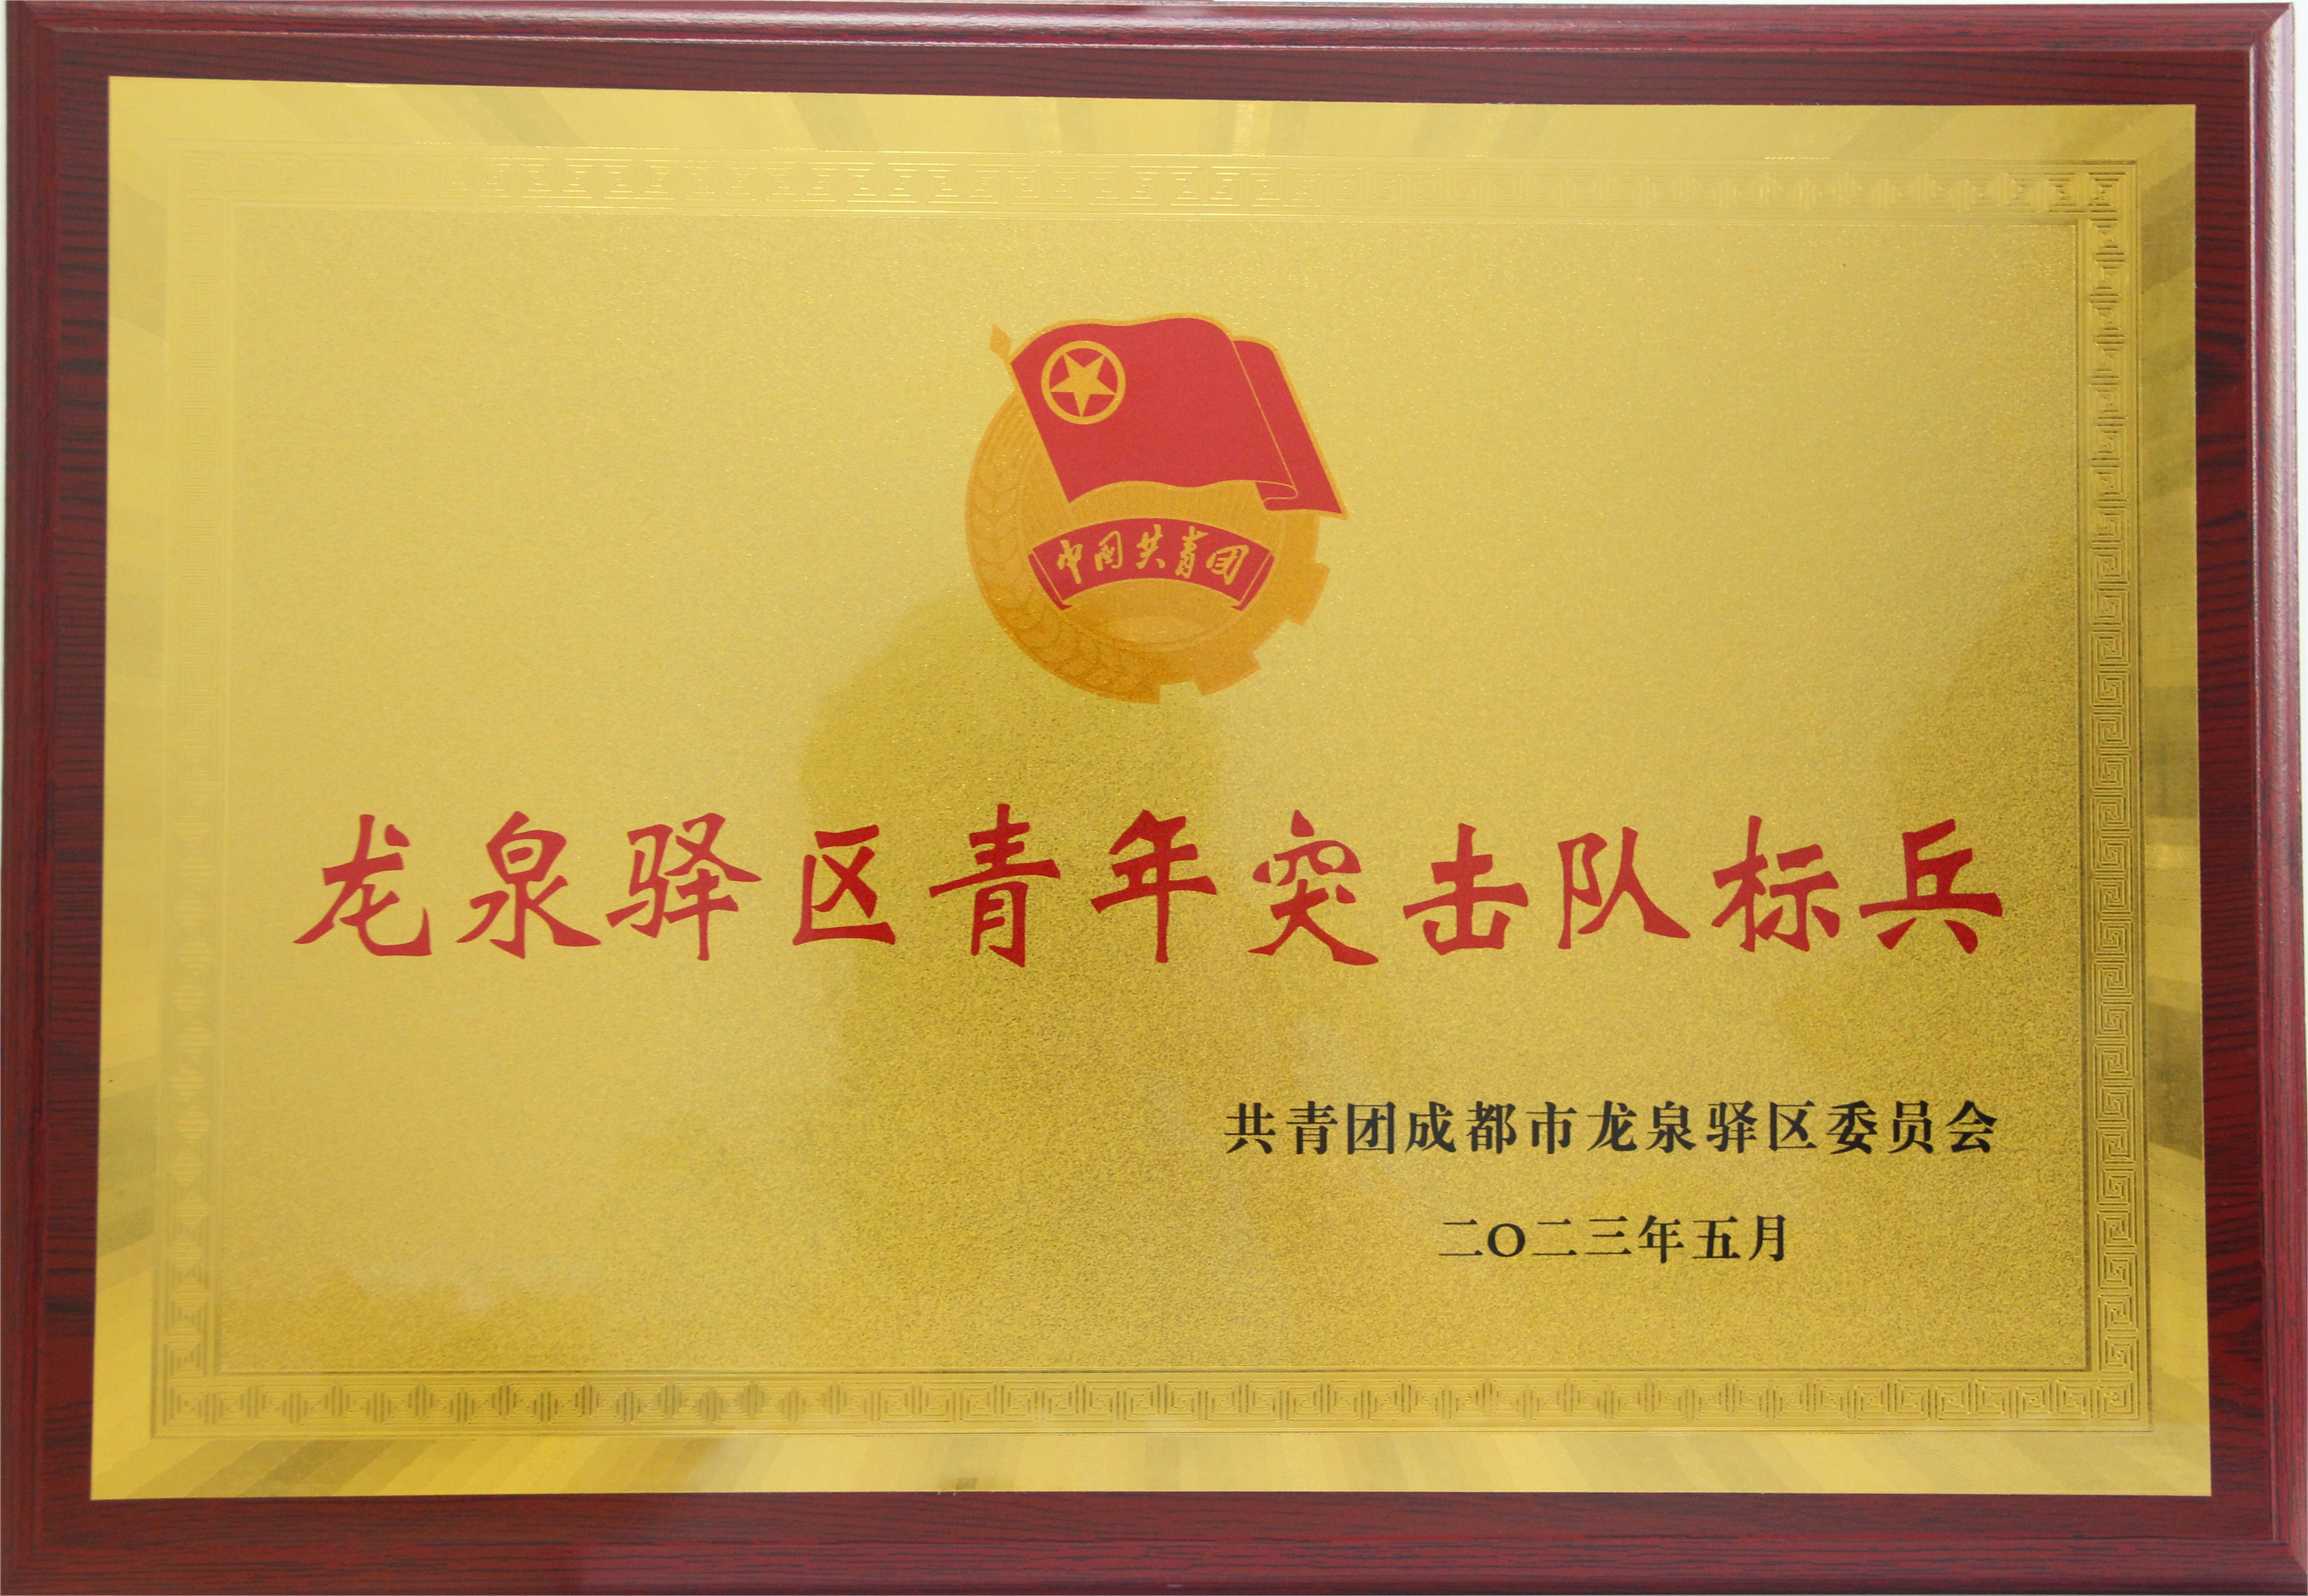 中国共青团
龙泉驿区青年突击队标兵
共青团成都市龙泉驿区委员会
二〇二三年五月